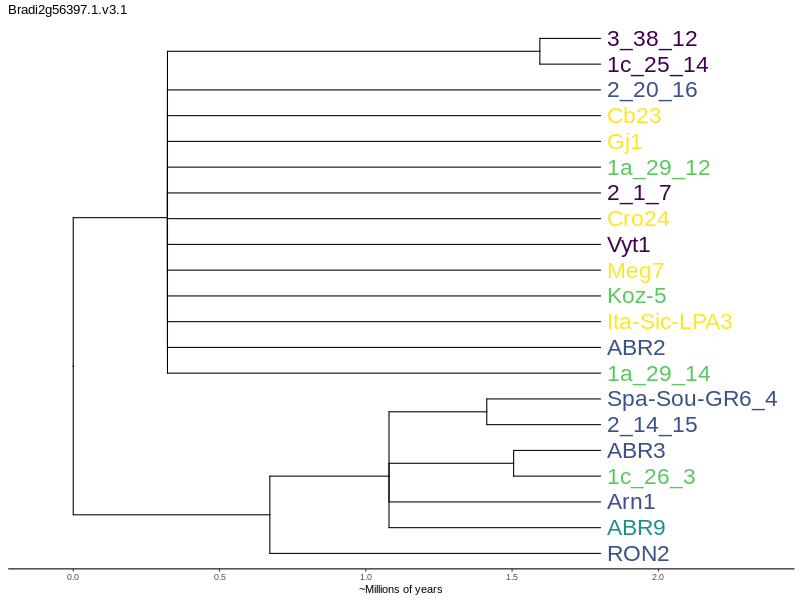 Bradi2g56397.1.v3.1
3_38_12
1c_25_14
2_20_16
Cb23
Gj1
1a_29_12
2_1_7
Cro24
Vyt1
Meg7
Koz-5
Ita-Sic-LPA3
ABR2
1a_29_14
Spa-Sou-GR6_4
2_14_15
ABR3
1c_26_3
Arn1
ABR9
RON2
0.0 0.5 1.0 1.5 2.0
~Millions of years